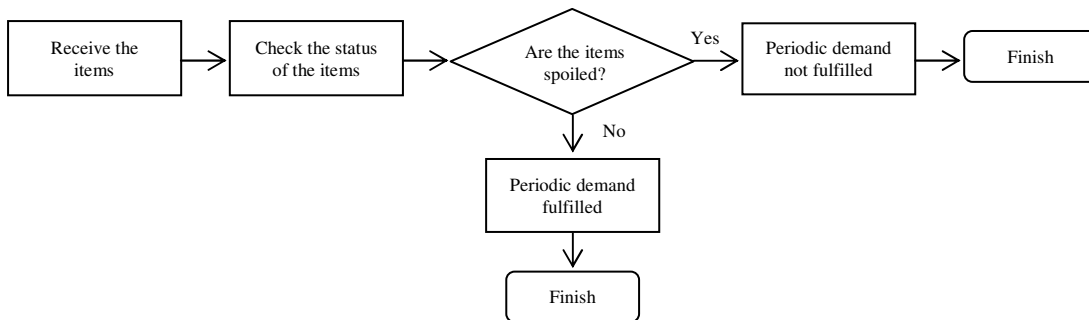 Receive the
items
Check the status
of the items
Are the items
spoiled?
Yes
Periodic demand
not fulfilled
Finish
No
Periodic demand
fulfilled
Finish